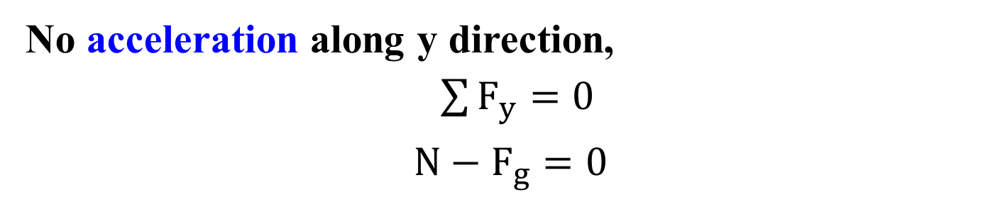 No acceleration along y direction,
∑ F_y = 0
N − F_g = 0